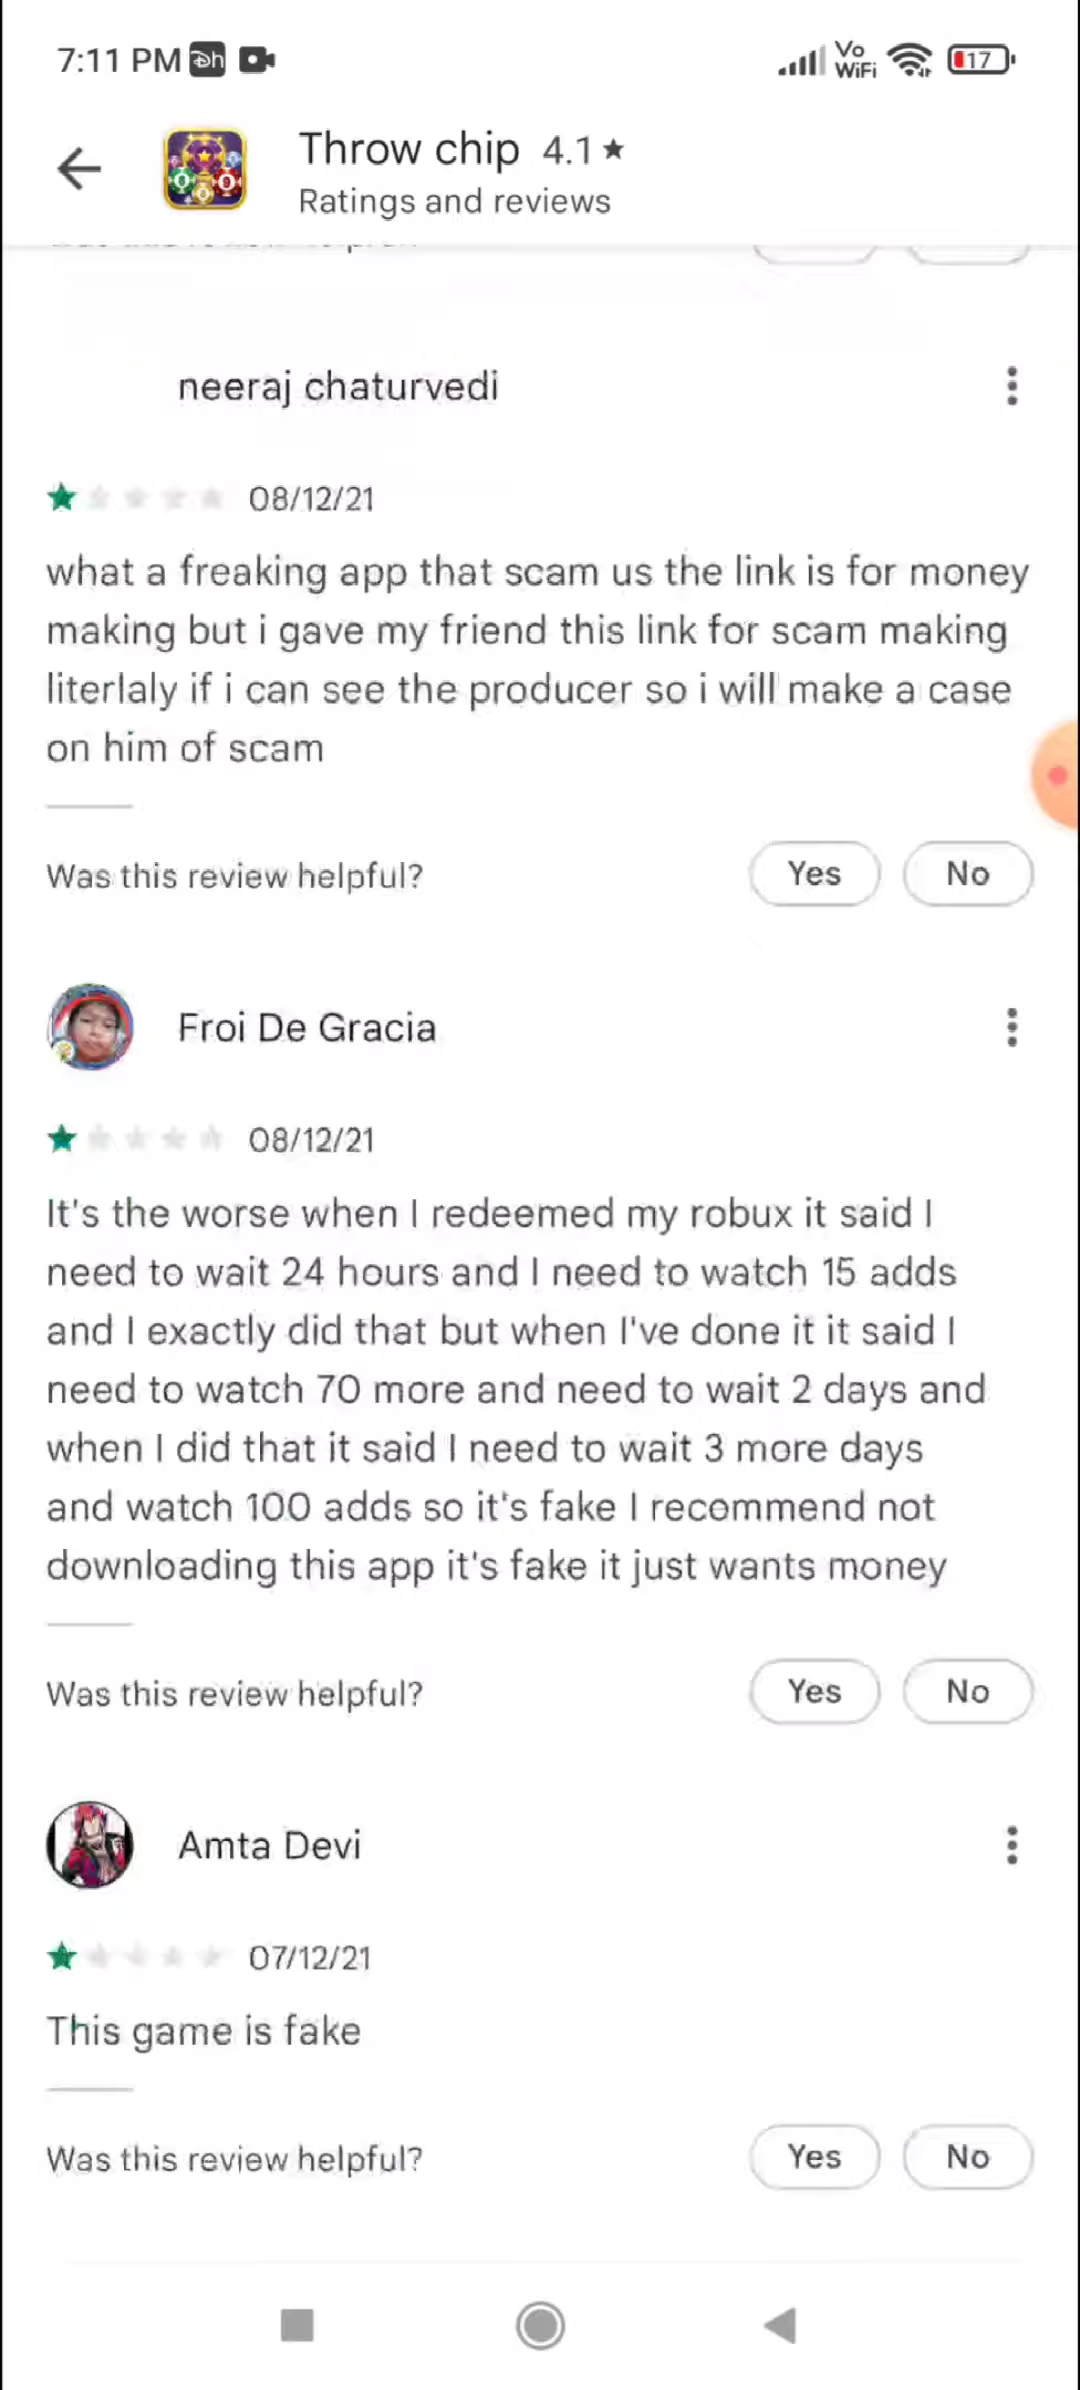 7:11 PM
Vo
WiFi
17
Throw chip 4.1★
Ratings and reviews
neeraj chaturvedi
08/12/21
what a freaking app that scam us the link is for money
making but i gave my friend this link for scam making
literlaly if i can see the producer so i will make a case
on him of scam
Was this review helpful?
Yes
No
Froi De Gracia
08/12/21
It's the worse when I redeemed my robux it said I
need to wait 24 hours and I need to watch 15 adds
and I exactly did that but when I've done it it said I
need to watch 70 more and need to wait 2 days and
when I did that it said I need to wait 3 more days
and watch 100 adds so it's fake I recommend not
downloading this app it's fake it just wants money
Was this review helpful?
Yes
No
Amta Devi
07/12/21
This game is fake
Was this review helpful?
Yes
No